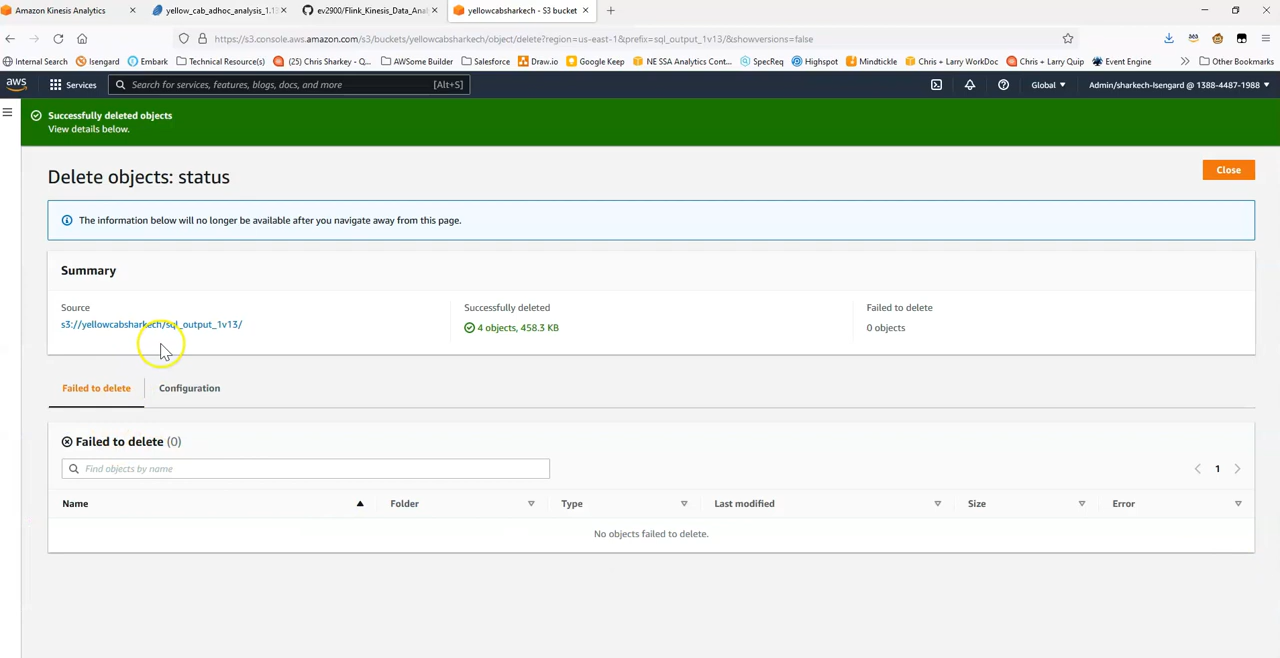 Amazon Kinesis Analytics
yellow_cab_adhoc_analysis_1.1
ev2900/Flink_Kinesis_Data_Ana
yellowcabsharkech - S3 bucket
https://s3.console.aws.amazon.com/s3/buckets/yellowcabsharkech/object/delete?region=us-east-1&prefix=sql_output_1v13/&showversions=false
Internal Search
Isengard
Embark
Technical Resource(s)
(25) Chris Sharkey - Q...
AWSome Builder
Salesforce
Draw.io
Google Keep
NE SSA Analytics Cont...
SpecReq
Highspot
Mindtickle
Chris + Larry WorkDoc
Chris + Larry Quip
Event Engine
Other Bookmarks
aws
Services
Search for services, features, blogs, docs, and more
[Alt+S]
Global
Admin/sharkech-Isengard @ 1388-4487-1988
Successfully deleted objects
View details below.
Delete objects: status
Close
The information below will no longer be available after you navigate away from this page.
Summary
Source
Successfully deleted
Failed to delete
s3://yellowcabsharkech/sql_output_1v13/
4 objects, 458.3 KB
0 objects
Failed to delete
Configuration
Failed to delete (0)
Find objects by name
1
Name
Folder
Type
Last modified
Size
Error
No objects failed to delete.